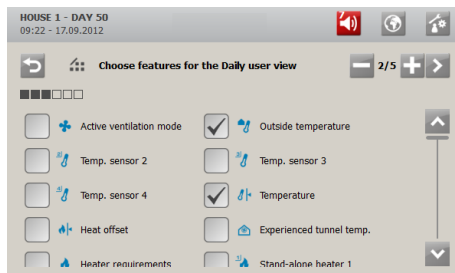 HOUSE 1 - DAY 50
09:22 - 17.09.2012
Choose features for the Daily user view
2/5
Active ventilation mode
Outside temperature
Temp. sensor 2
Temp. sensor 3
Temp. sensor 4
Temperature
Heat offset
Experienced tunnel temp.
Heater requirements
Stand-alone heater 1